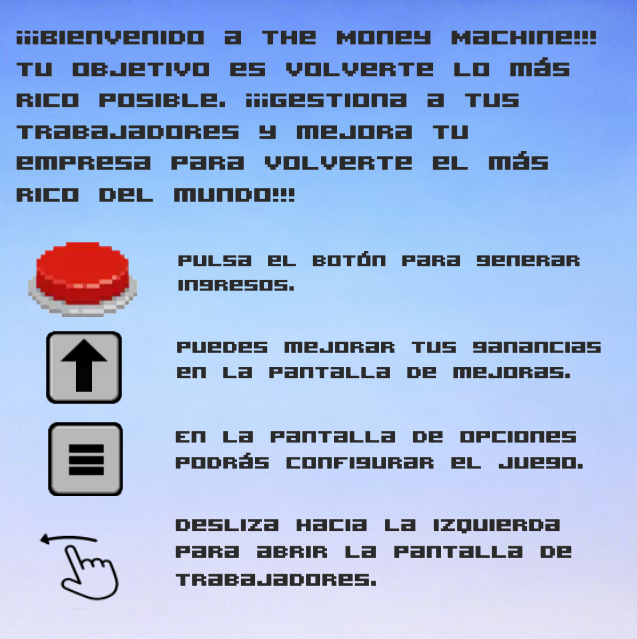 ¡¡¡Bienvenido a The Money Machine!!!
Tu objetivo es volverte lo más
rico posible. ¡¡¡Gestiona a tus
trabajadores y mejora tu
empresa para volverte el más
rico del mundo!!!
Pulsa el botón para generar
ingresos.
Puedes mejorar tus ganancias
en la pantalla de mejoras.
En la pantalla de opciones
podrás configurar el juego.
Desliza hacia la izquierda
para abrir la pantalla de
trabajadores.